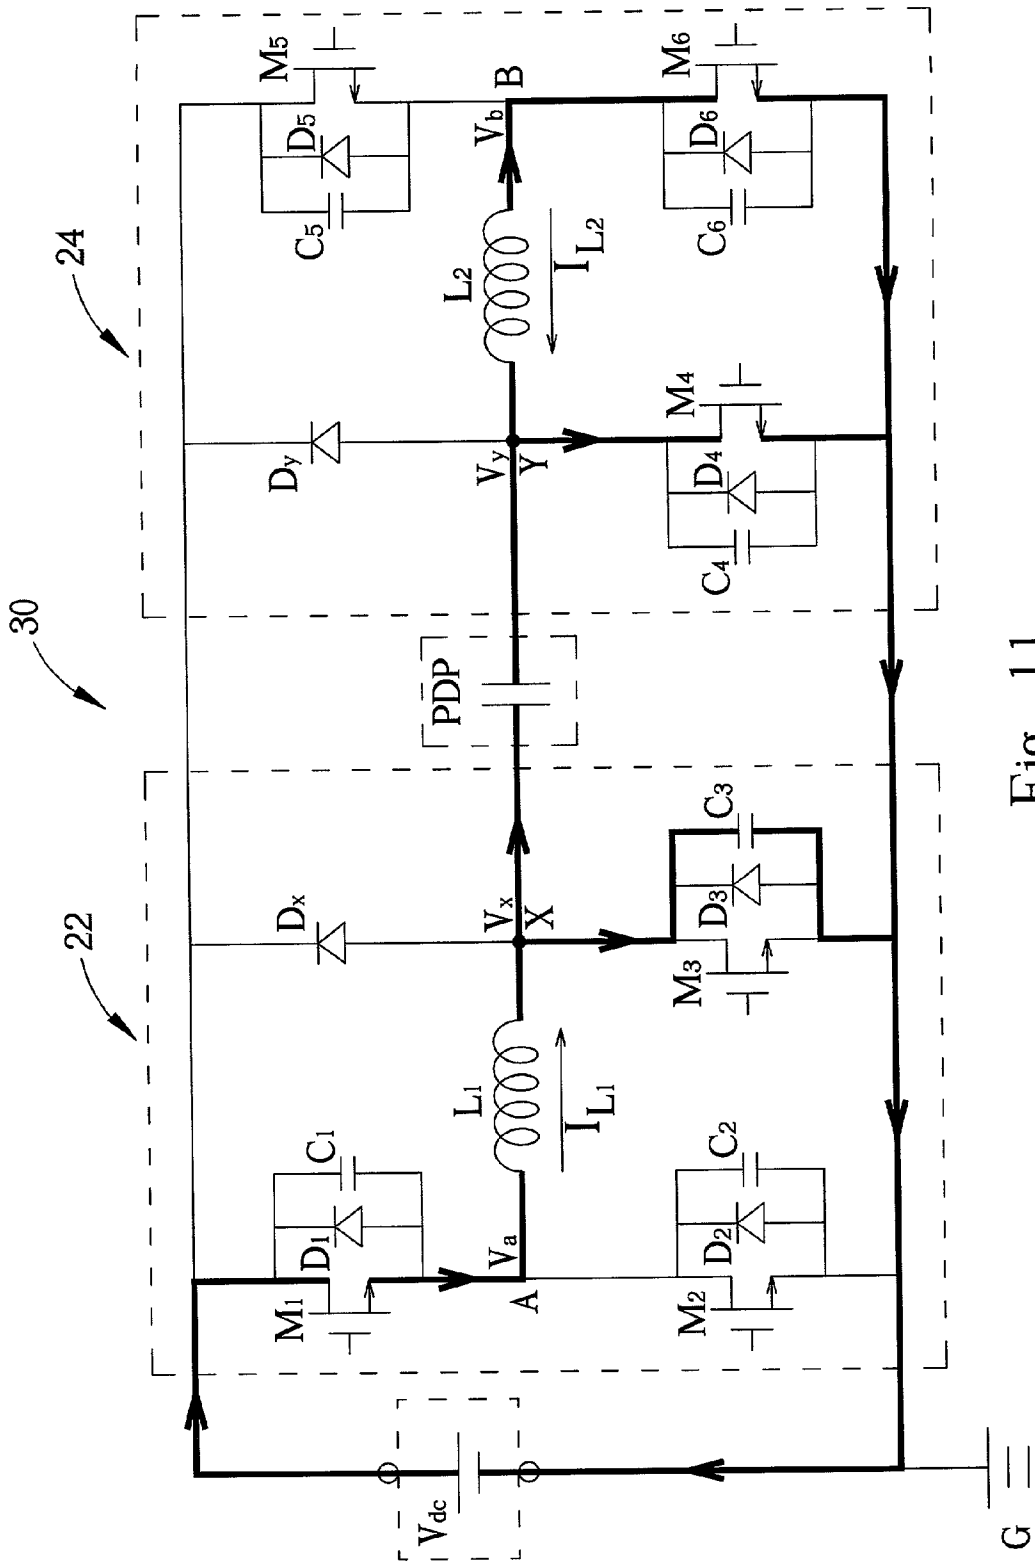 30
22
24
Vdc
G
M1
D1
C1
Va
A
M2
D2
C2
L1
IL1
Dx
Vx
X
M3
D3
C3
PDP
Dy
Vy
Y
C4
D4
M4
L2
IL2
Vb
B
C5
D5
M5
C6
D6
M6
Fig. 11